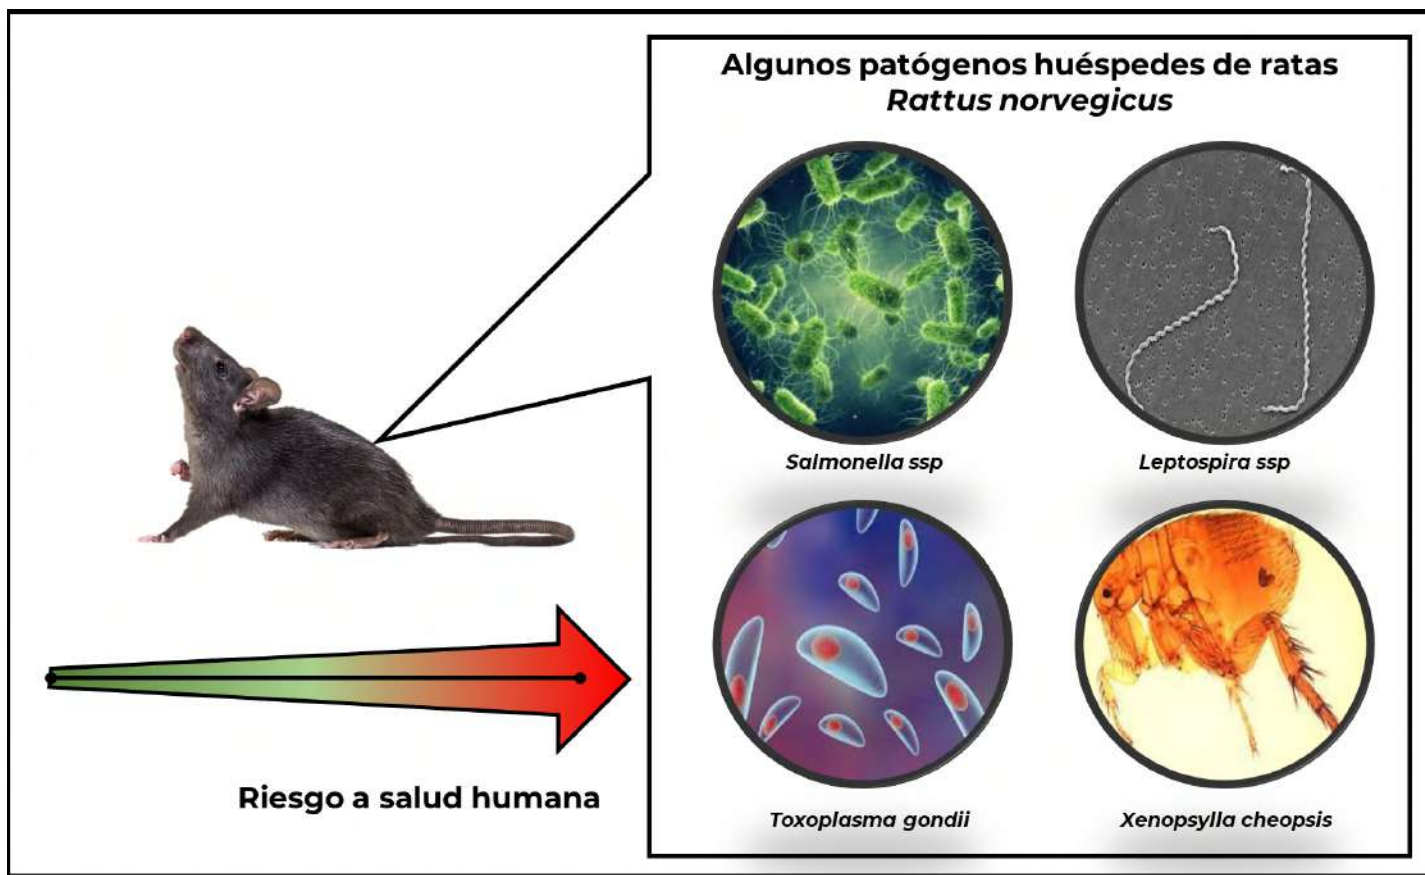 Algunos patógenos huéspedes de ratas
Rattus norvegicus
Salmonella ssp
Leptospira ssp
Toxoplasma gondii
Xenopsylla cheopsis
Riesgo a salud humana